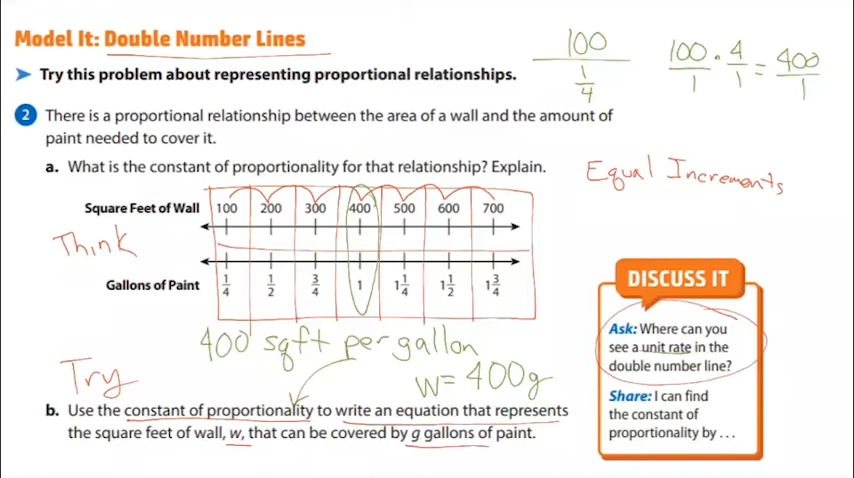 Model It: Double Number Lines
➤ Try this problem about representing proportional relationships.
100
1/4
100/1 · 4/1 = 400/1
2 There is a proportional relationship between the area of a wall and the amount of
paint needed to cover it.
a. What is the constant of proportionality for that relationship? Explain.
Equal Increments
Square Feet of Wall 100 200 300 400 500 600 700
Think
Gallons of Paint 1/4 1/2 3/4 1 1 1/4 1 1/2 1 3/4
400 sqft per gallon
Try
w = 400g
b. Use the constant of proportionality to write an equation that represents
the square feet of wall, w, that can be covered by g gallons of paint.
DISCUSS IT
Ask: Where can you
see a unit rate in the
double number line?
Share: I can find
the constant of
proportionality by . . .